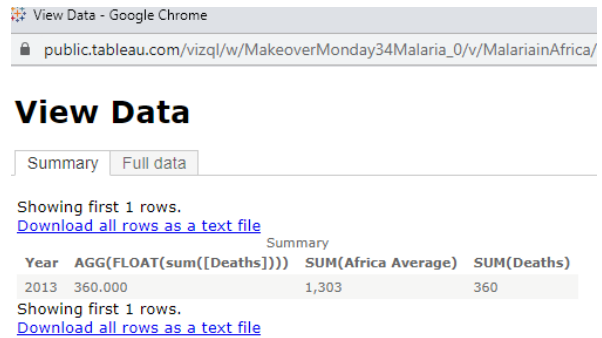 View Data - Google Chrome
public.tableau.com/vizql/w/MakeoverMonday34Malaria_0/v/MalariainAfrica/
View Data
Summary Full data
Showing first 1 rows.
Download all rows as a text file
Summary
Year AGG(FLOAT(sum([Deaths]))) SUM(Africa Average) SUM(Deaths)
2013 360.000 1,303 360
Showing first 1 rows.
Download all rows as a text file